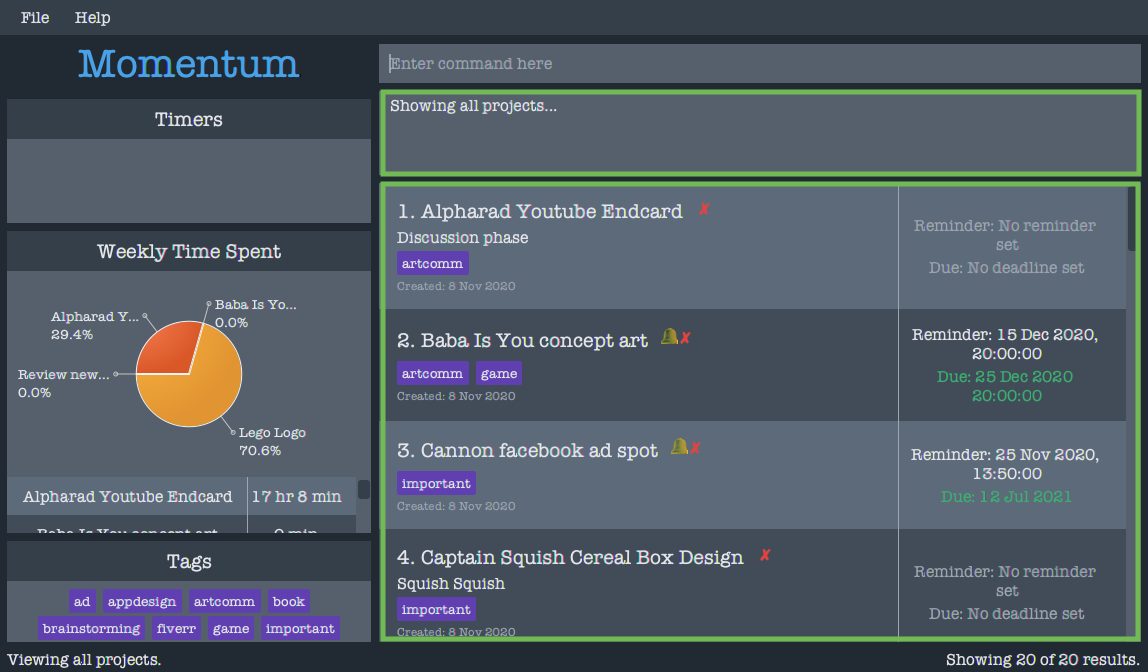 File Help
Momentum
Enter command here
Showing all projects...
Timers
Weekly Time Spent
Baba Is Yo...
0.0%
Alpharad Y...
29.4%
Review new...
0.0%
Lego Logo
70.6%
Alpharad Youtube Endcard 17 hr 8 min
Baba Is You concept art 0 min
Tags
ad appdesign artcomm book
brainstorming fiverr game important
1. Alpharad Youtube Endcard ✗
Discussion phase
artcomm
Created: 8 Nov 2020
Reminder: No reminder
set
Due: No deadline set
2. Baba Is You concept art ✗
artcomm game
Created: 8 Nov 2020
Reminder: 15 Dec 2020,
20:00:00
Due: 25 Dec 2020
20:00:00
3. Cannon facebook ad spot ✗
important
Created: 8 Nov 2020
Reminder: 25 Nov 2020,
13:50:00
Due: 12 Jul 2021
4. Captain Squish Cereal Box Design ✗
Squish Squish
important
Created: 8 Nov 2020
Reminder: No reminder
set
Due: No deadline set
Viewing all projects.
Showing 20 of 20 results.